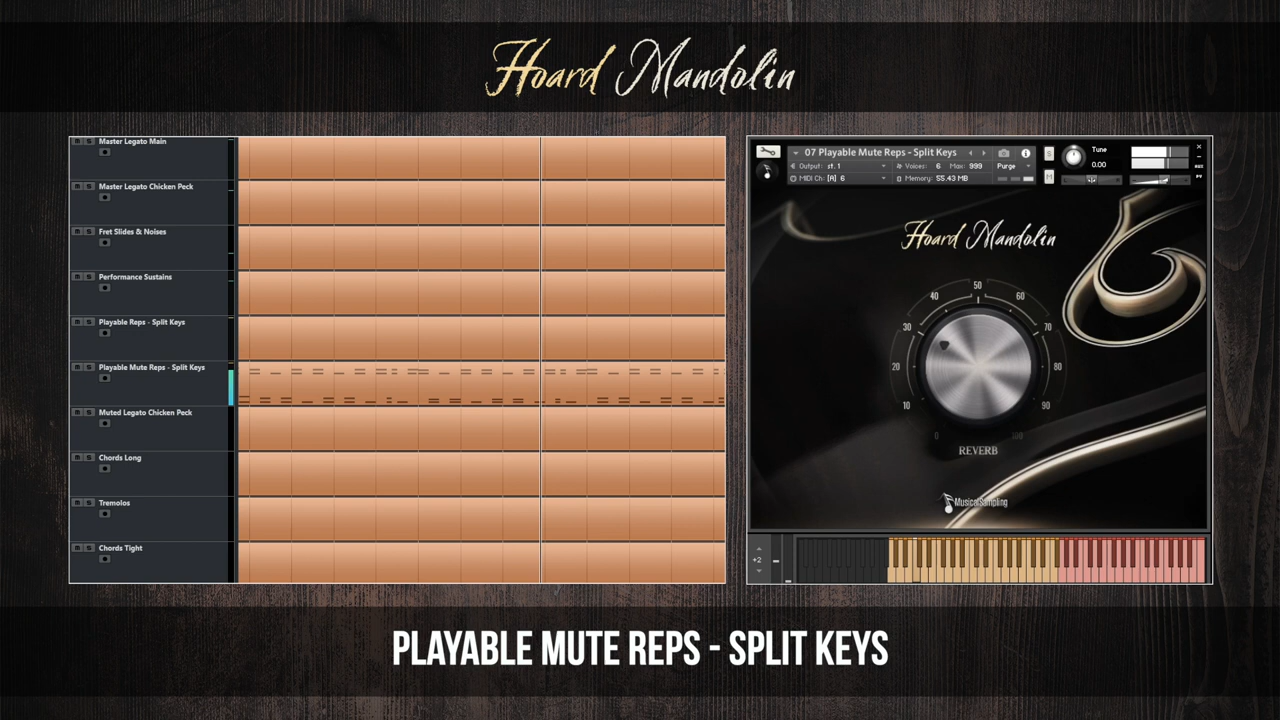 Hoard Mandolin
Master Legato Main
Master Legato Chicken Peck
Fret Slides & Noises
Performance Sustains
Playable Reps - Split Keys
Playable Mute Reps - Split Keys
Muted Legato Chicken Peck
Chords Long
Tremolos
Chords Tight
07 Playable Mute Reps - Split Keys
Output: st. 1 Voices: 6 Max: 999 Purge
MIDI Ch: [A] 6 Memory: 55.43 MB
S
M
Tune
0.00
Hoard Mandolin
0 10 20 30 40 50 60 70 80 90 100
REVERB
MusicalSampling
+2
PLAYABLE MUTE REPS - SPLIT KEYS